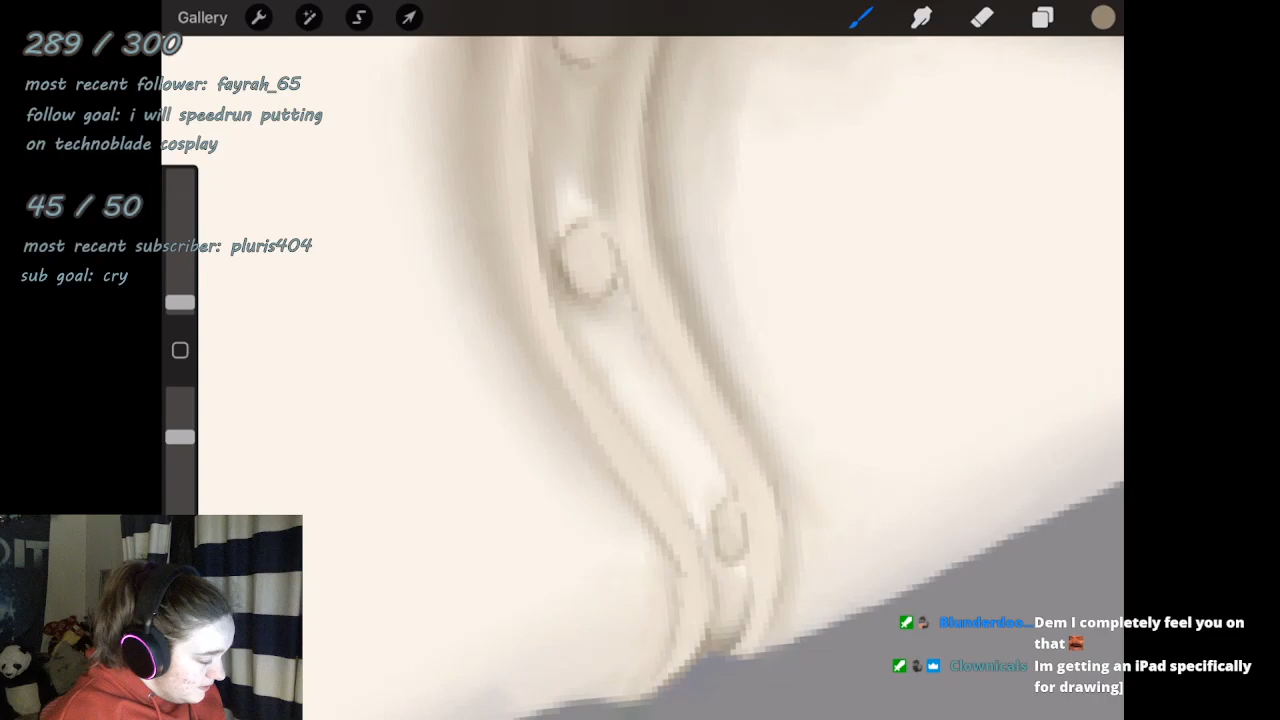 Gallery
289 / 300
most recent follower: fayrah_65
follow goal: i will speedrun putting
on technoblade cosplay
45 / 50
most recent subscriber: pluris404
sub goal: cry
Blunderdoo... Dem I completely feel you on
that
Clownicals Im getting an iPad specifically
for drawing]